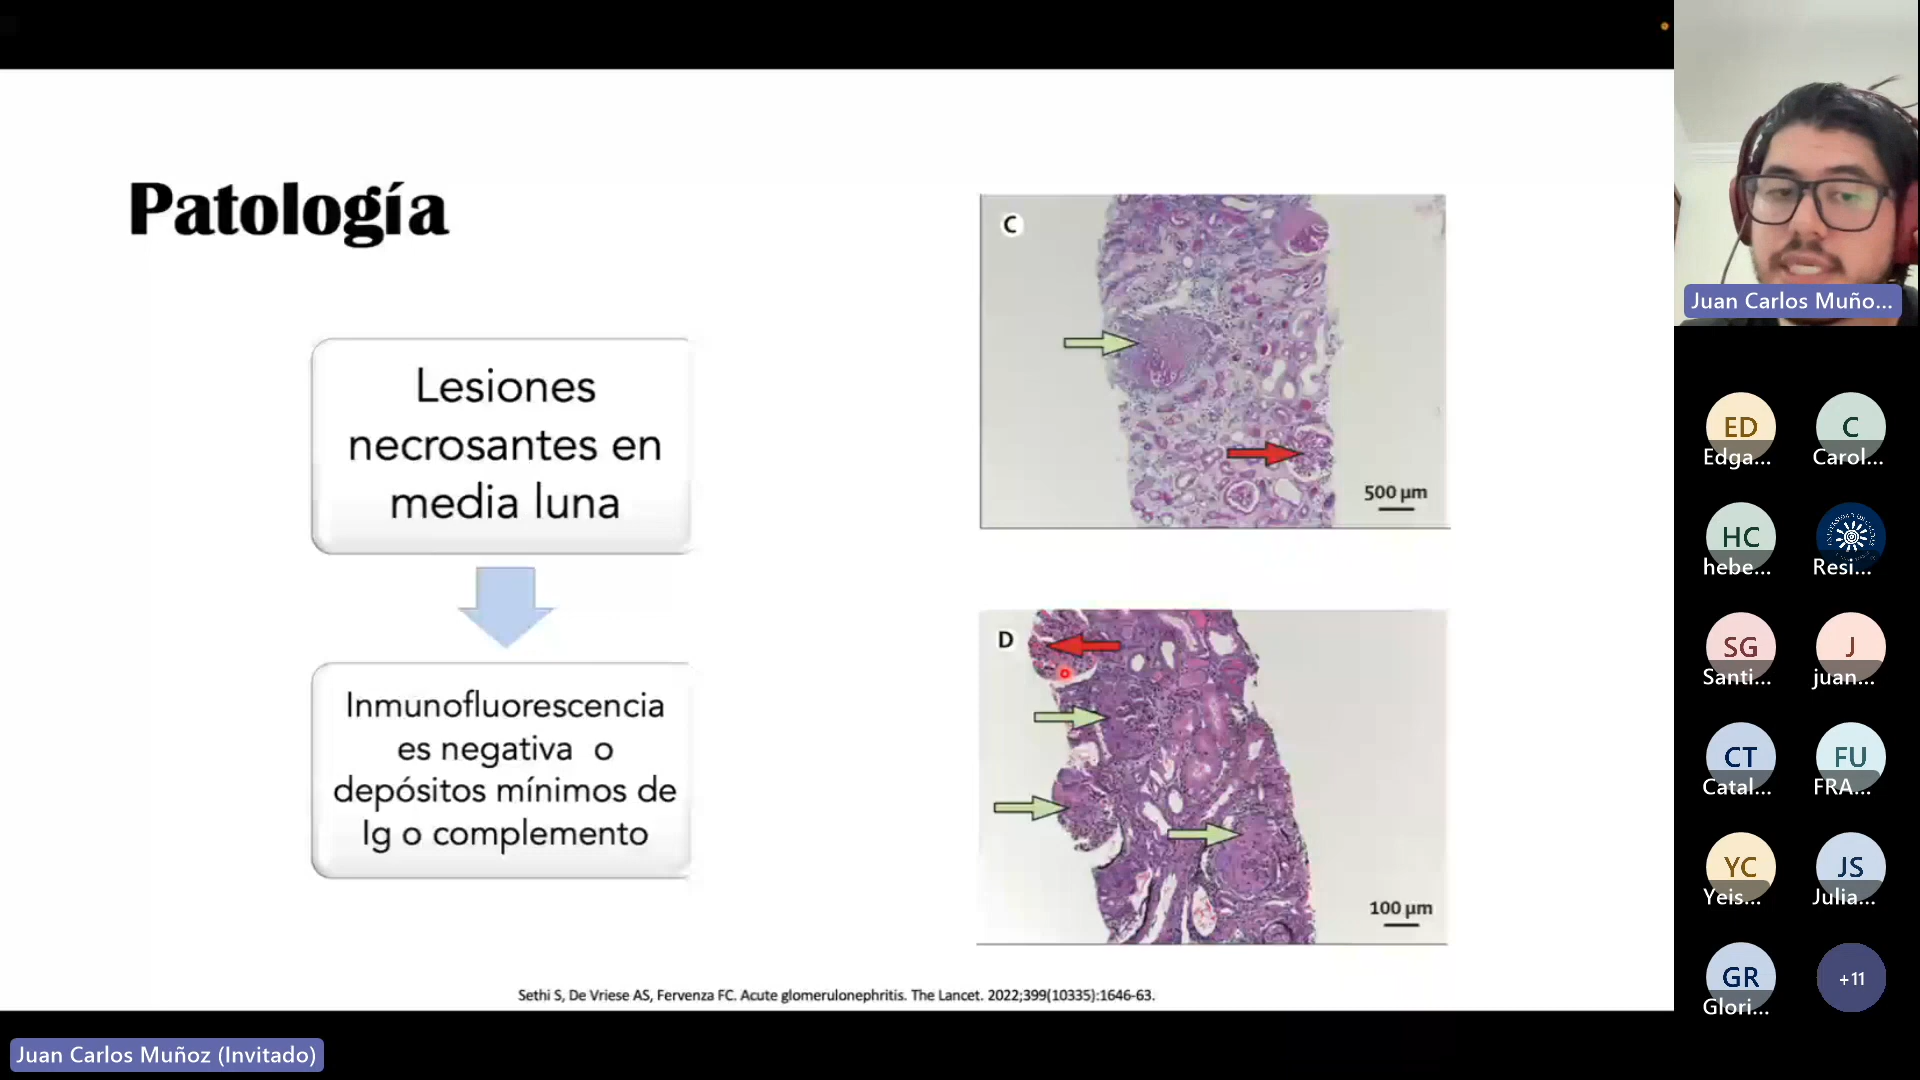 Patología
Lesiones
necrosantes en
media luna
Inmunofluorescencia
es negativa o
depósitos mínimos de
Ig o complemento
C
500 µm
D
100 µm
Sethi S, De Vriese AS, Fervenza FC. Acute glomerulonephritis. The Lancet. 2022;399(10335):1646-63.
Juan Carlos Muño...
ED
Edga...
C
Carol...
HC
hebe...
Resi...
SG
Santi...
J
juan...
CT
Catal...
FU
FRA...
YC
Yeis...
JS
Julia...
GR
Glori...
+11
Juan Carlos Muñoz (Invitado)